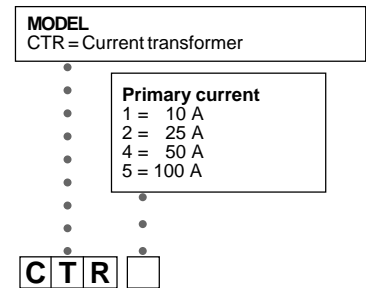 MODEL
CTR = Current transformer
Primary current
1 = 10 A
2 = 25 A
4 = 50 A
5 = 100 A
C T R